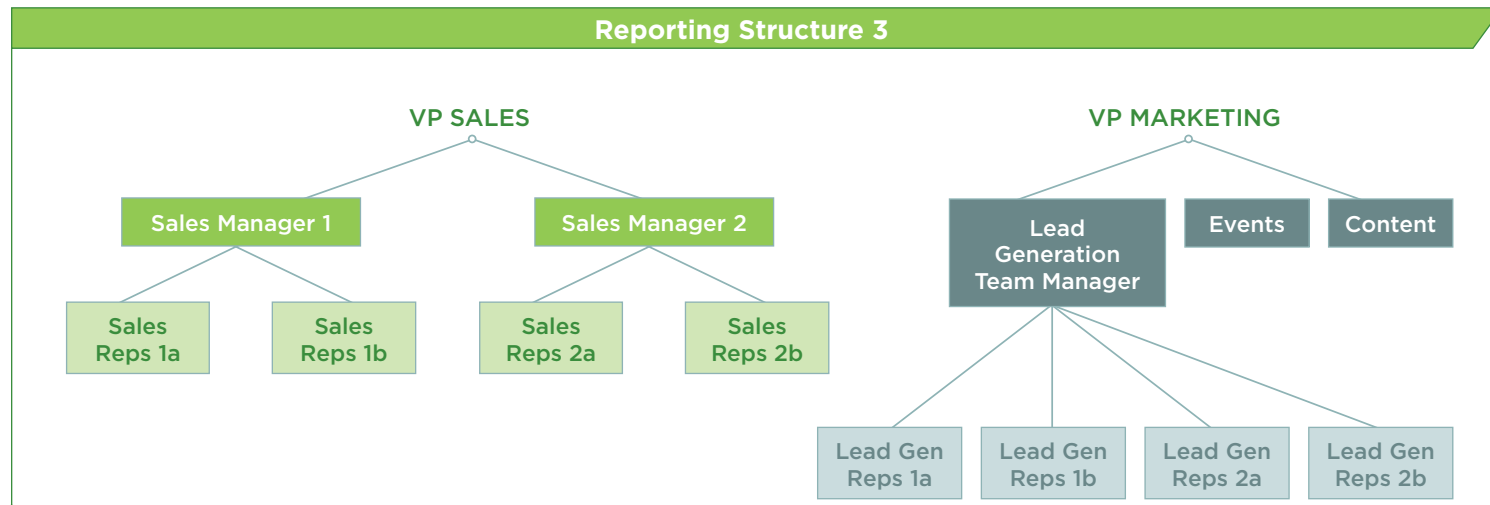 Reporting Structure 3
VP SALES
VP MARKETING
Sales Manager 1
Sales Manager 2
Lead
Generation
Team Manager
Events
Content
Sales
Reps 1a
Sales
Reps 1b
Sales
Reps 2a
Sales
Reps 2b
Lead Gen
Reps 1a
Lead Gen
Reps 1b
Lead Gen
Reps 2a
Lead Gen
Reps 2b